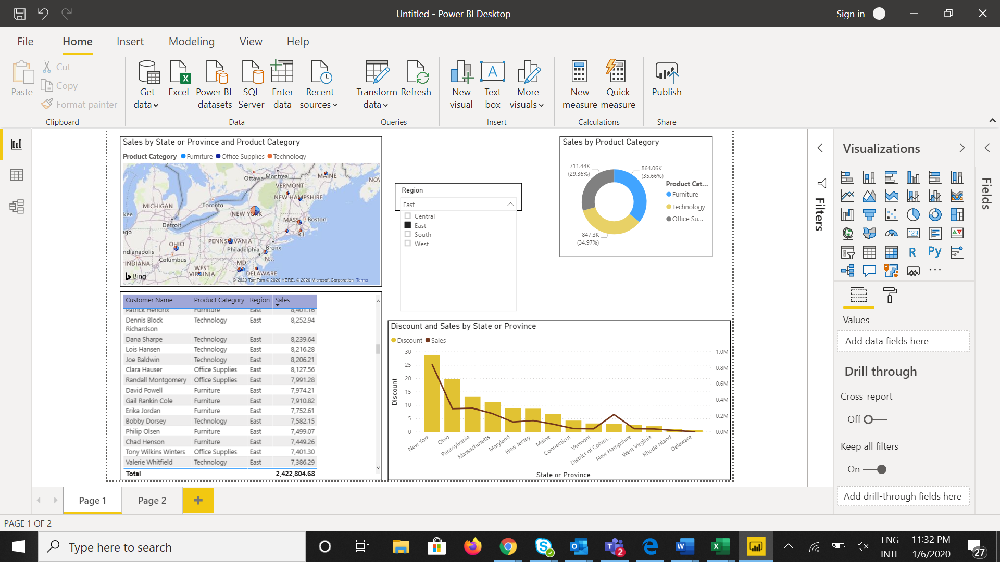 Untitled - Power BI Desktop
Sign in
File Home Insert Modeling View Help
Paste
Cut
Copy
Format painter
Clipboard
Get data
Excel
Power BI datasets
SQL Server
Enter data
Recent sources
Data
Transform data
Refresh
Queries
New visual
Text box
More visuals
Insert
New measure
Quick measure
Calculations
Publish
Share
Sales by State or Province and Product Category
Product Category Furniture Office Supplies Technology
Ottawa Montreal
MAINE
NOV
VERMONT
NEW HAMPSHIRE
MICHIGAN
Toronto
NEW YORK
kee
MASS.
Boston
Detroit
R.I.
ago
OHIO
PENNSYLVANIA
Bronx
Philadelphia
ndianapolis
Columbus
N.J.
INDIANA
WEST VIRGINIA
MD.
DELAWARE
Bing
© 2020 TomTom © 2020 HERE, © 2020 Microsoft Corporation Terms
Region
East
Central
East
South
West
Sales by Product Category
711.44K
(29.36%)
864.06K
(35.66%)
847.3K
(34.97%)
Product Cat...
Furniture
Technology
Office Su...
Customer Name Product Category Region Sales
Patrick Hendrix Furniture East 8,401.16
Dennis Block Richardson Technology East 8,252.94
Dana Sharpe Technology East 8,239.64
Lois Hansen Technology East 8,216.28
Joe Baldwin Technology East 8,206.21
Clara Hauser Office Supplies East 8,127.56
Randall Montgomery Office Supplies East 7,991.28
David Powell Furniture East 7,974.21
Gail Rankin Cole Furniture East 7,910.82
Erika Jordan Furniture East 7,752.61
Bobby Dorsey Technology East 7,582.15
Philip Olsen Furniture East 7,499.07
Chad Henson Furniture East 7,449.26
Tony Wilkins Winters Office Supplies East 7,401.30
Valerie Whitfield Technology East 7,386.29
Total 2,422,804.68
Discount and Sales by State or Province
Discount Sales
30
25
20
15
10
5
0
Discount
1.0M
0.8M
0.6M
0.4M
0.2M
0.0M
New York
Ohio
Pennsylvania
Massachusetts
Maryland
New Jersey
Maine
Connecticut
Vermont
District of Colum...
New Hampshire
West Virginia
Rhode Island
Delaware
State or Province
Filters
Visualizations
123
R
Py
...
Values
Add data fields here
Drill through
Cross-report
Off
Keep all filters
On
Add drill-through fields here
Fields
Page 1
Page 2
PAGE 1 OF 2
Type here to search
2
ENG
INTL
11:32 PM
1/6/2020
27